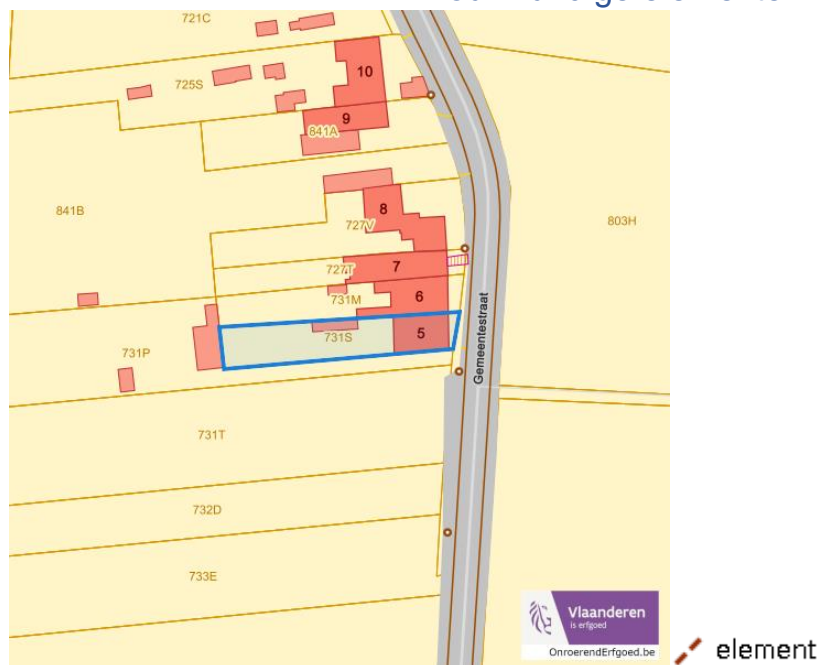 721C
10
725S
9
841A
841B
8
803H
727V
7
727T
6
731M
Gemeentestraat
5
731S
731P
731T
732D
733E
Vlaanderen
is erfgoed
OnroerendErfgoed.be
element